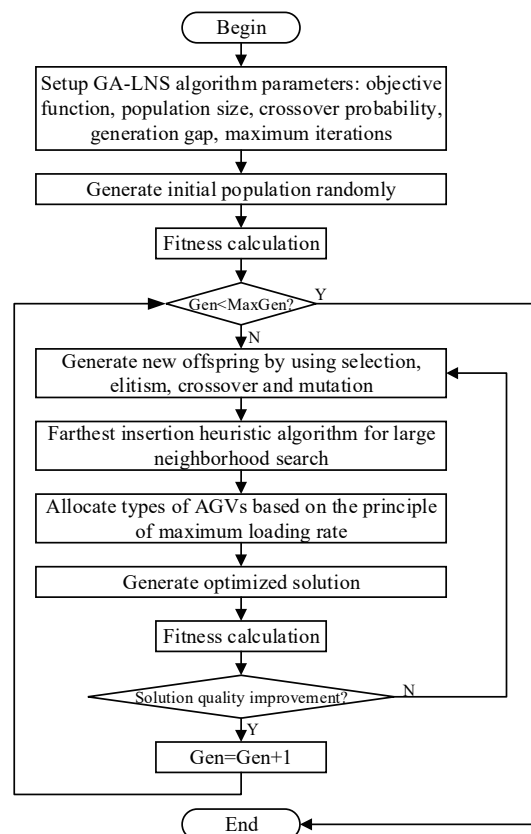 Begin
Setup GA-LNS algorithm parameters: objective
function, population size, crossover probability,
generation gap, maximum iterations
Generate initial population randomly
Fitness calculation
Gen<MaxGen?
Y
N
Generate new offspring by using selection,
elitism, crossover and mutation
Farthest insertion heuristic algorithm for large
neighborhood search
Allocate types of AGVs based on the principle
of maximum loading rate
Generate optimized solution
Fitness calculation
Solution quality improvement?
N
Y
Gen=Gen+1
End